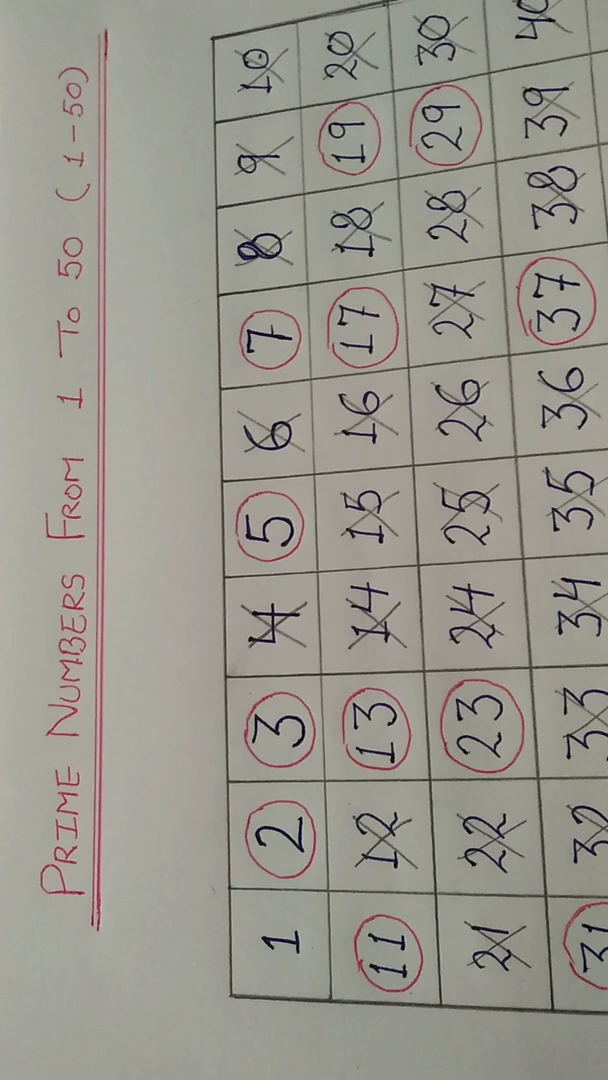 PRIME NUMBERS FROM 1 TO 50 (1-50)
1 2 3 4 5 6 7 8 9 10
11 12 13 14 15 16 17 18 19 20
21 22 23 24 25 26 27 28 29 30
31 32 33 34 35 36 37 38 39 40